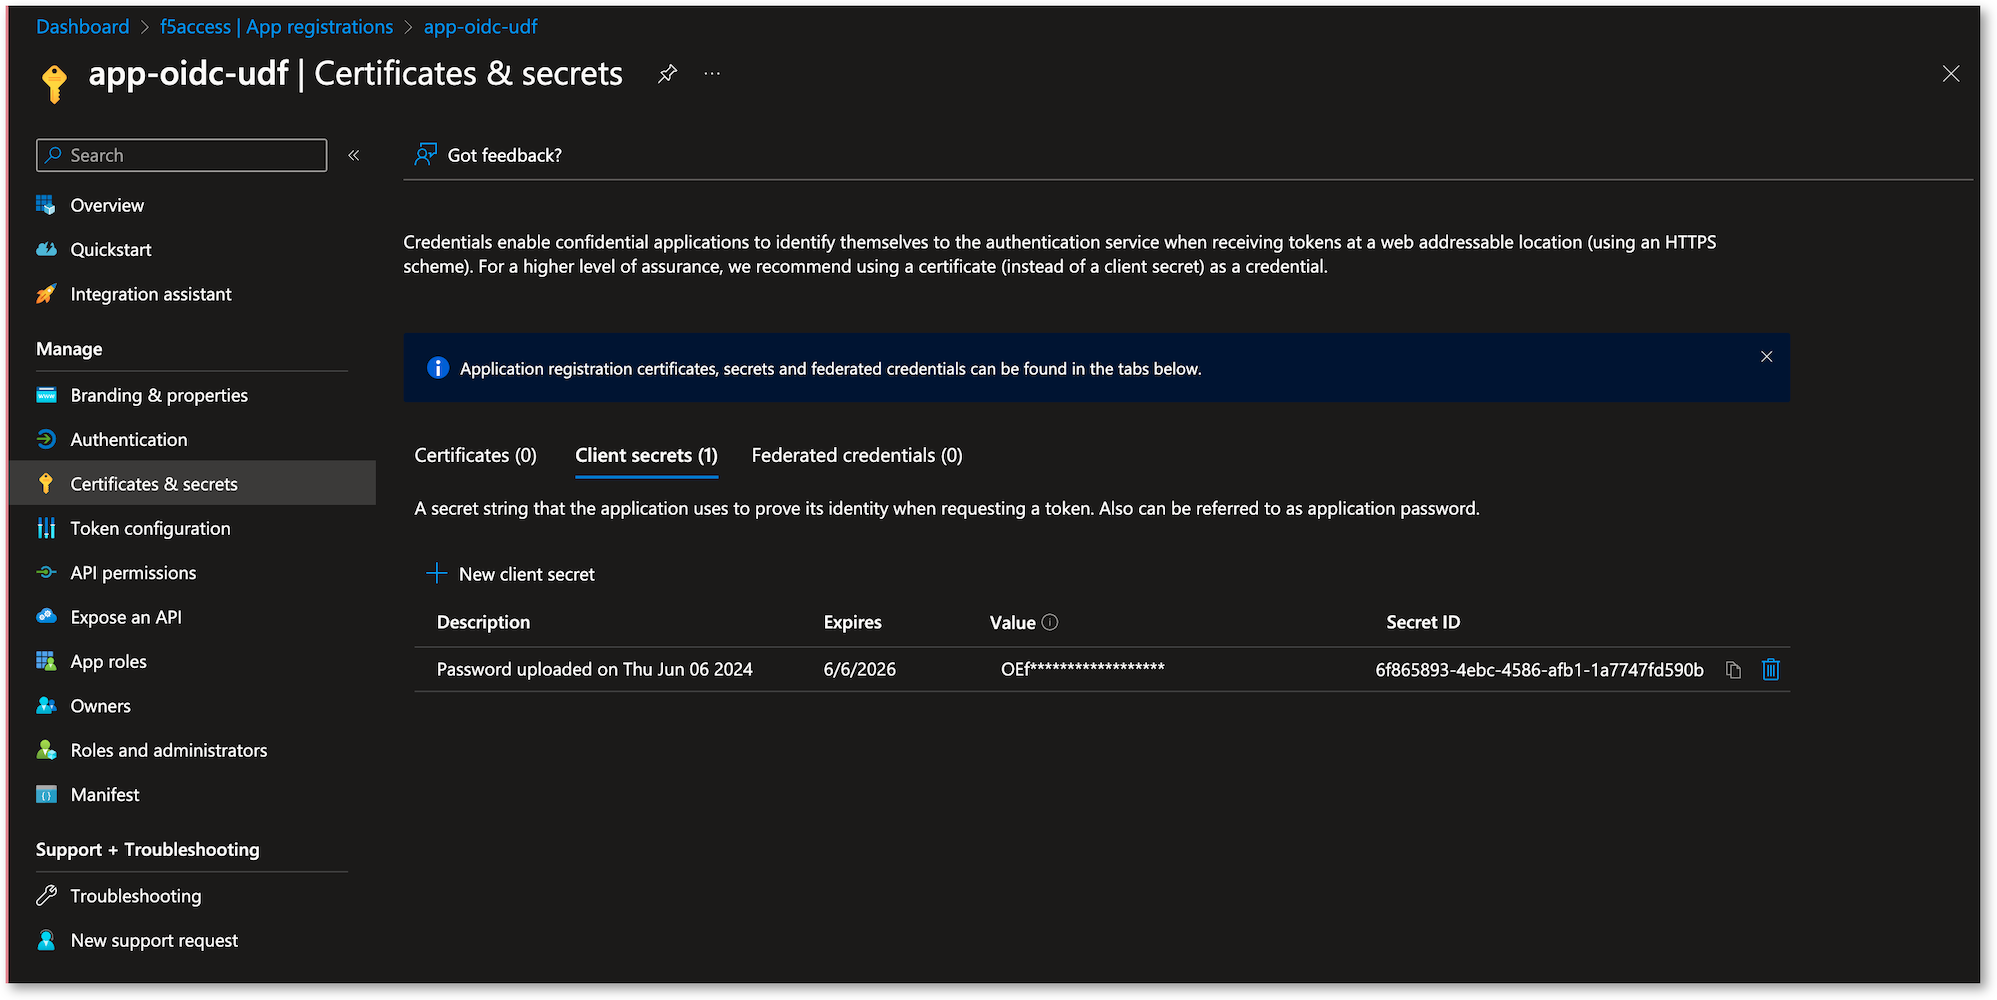 Dashboard > f5access | App registrations > app-oidc-udf
app-oidc-udf | Certificates & secrets
Search
Overview
Quickstart
Integration assistant
Manage
Branding & properties
Authentication
Certificates & secrets
Token configuration
API permissions
Expose an API
App roles
Owners
Roles and administrators
Manifest
Support + Troubleshooting
Troubleshooting
New support request
Got feedback?
Credentials enable confidential applications to identify themselves to the authentication service when receiving tokens at a web addressable location (using an HTTPS
scheme). For a higher level of assurance, we recommend using a certificate (instead of a client secret) as a credential.
Application registration certificates, secrets and federated credentials can be found in the tabs below.
Certificates (0) Client secrets (1) Federated credentials (0)
A secret string that the application uses to prove its identity when requesting a token. Also can be referred to as application password.
New client secret
Description Expires Value Secret ID
Password uploaded on Thu Jun 06 2024 6/6/2026 OEf****************** 6f865893-4ebc-4586-afb1-1a7747fd590b